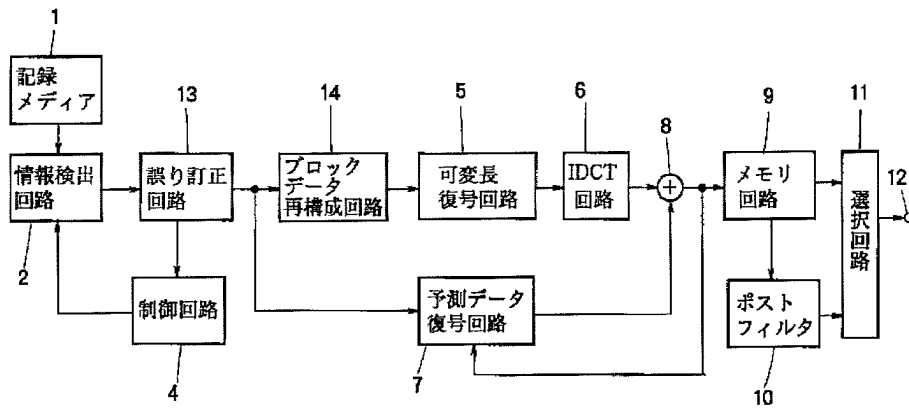 1
記録
メディア
13
14
5
6
8
9
11
情報検出
回路
誤り訂正
回路
ブロック
データ
再構成回路
可変長
復号回路
IDCT
回路
メモリ
回路
選択回路
12
2
制御回路
予測データ
復号回路
ポスト
フィルタ
4
7
10